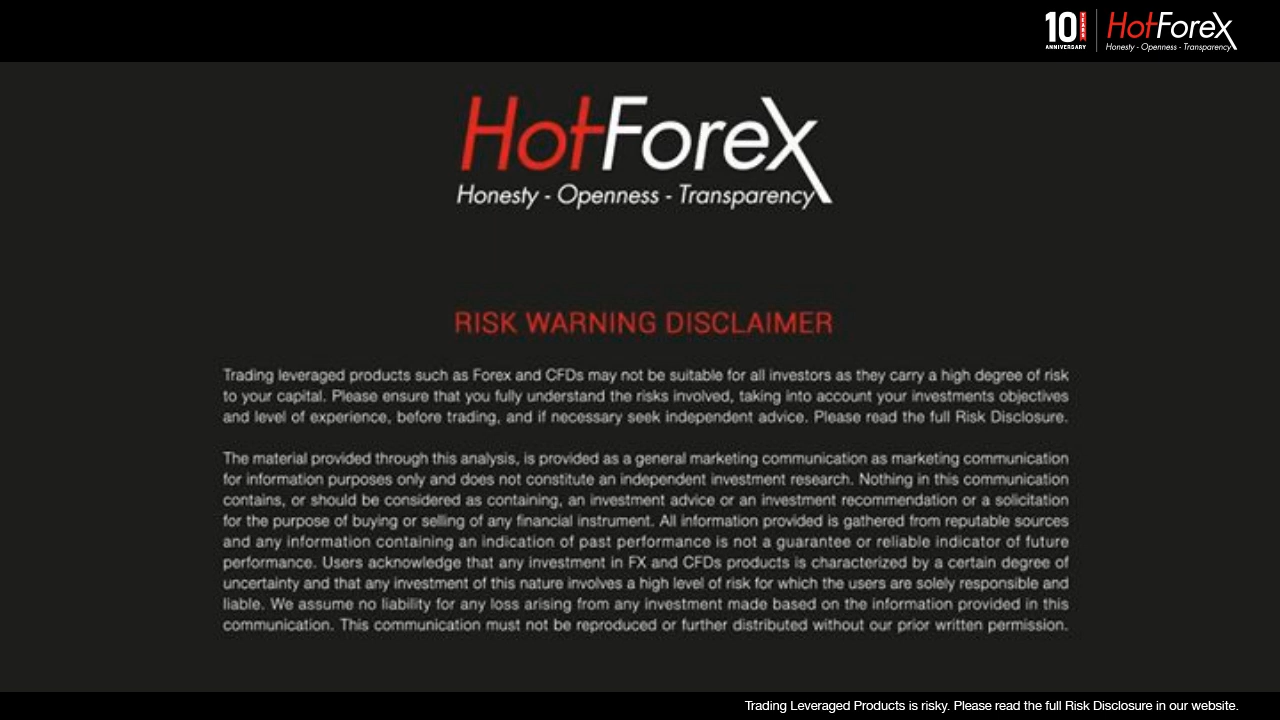 10 YEARS ANNIVERSARY
HotForex
Honesty - Openness - Transparency
HotForex
Honesty - Openness - Transparency
RISK WARNING DISCLAIMER
Trading leveraged products such as Forex and CFDs may not be suitable for all investors as they carry a high degree of risk
to your capital. Please ensure that you fully understand the risks involved, taking into account your investments objectives
and level of experience, before trading, and if necessary seek independent advice. Please read the full Risk Disclosure.
The material provided through this analysis, is provided as a general marketing communication as marketing communication
for information purposes only and does not constitute an independent investment research. Nothing in this communication
contains, or should be considered as containing, an investment advice or an investment recommendation or a solicitation
for the purpose of buying or selling of any financial instrument. All information provided is gathered from reputable sources
and any information containing an indication of past performance is not a guarantee or reliable indicator of future
performance. Users acknowledge that any investment in FX and CFDs products is characterized by a certain degree of
uncertainty and that any investment of this nature involves a high level of risk for which the users are solely responsible and
liable. We assume no liability for any loss arising from any investment made based on the information provided in this
communication. This communication must not be reproduced or further distributed without our prior written permission.
Trading Leveraged Products is risky. Please read the full Risk Disclosure in our website.